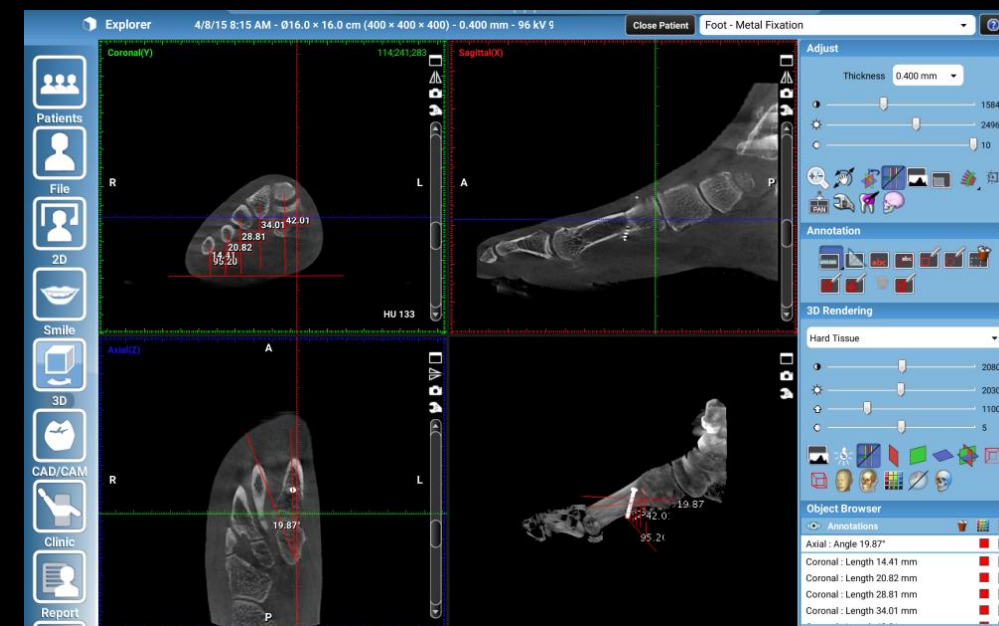 Explorer
4/8/15 8:15 AM - Ø16.0 × 16.0 cm (400 × 400 × 400) - 0.400 mm - 96 kV 9
Close Patient
Foot - Metal Fixation
Patients
File
2D
Smile
3D
CAD/CAM
Clinic
Report
Coronal(Y)
114;241;283
R
L
42.01
34.01
28.81
20.82
14.41
95.20
HU 133
Sagittal(X)
A
P
Axial(Z)
A
R
L
19.87°
P
19.87
42.0
95.2
Adjust
Thickness 0.400 mm
1584
2496
10
PAN
Annotation
abc
abc
3D Rendering
Hard Tissue
2080
2030
1100
5
Object Browser
Annotations
Axial : Angle 19.87°
Coronal : Length 14.41 mm
Coronal : Length 20.82 mm
Coronal : Length 28.81 mm
Coronal : Length 34.01 mm